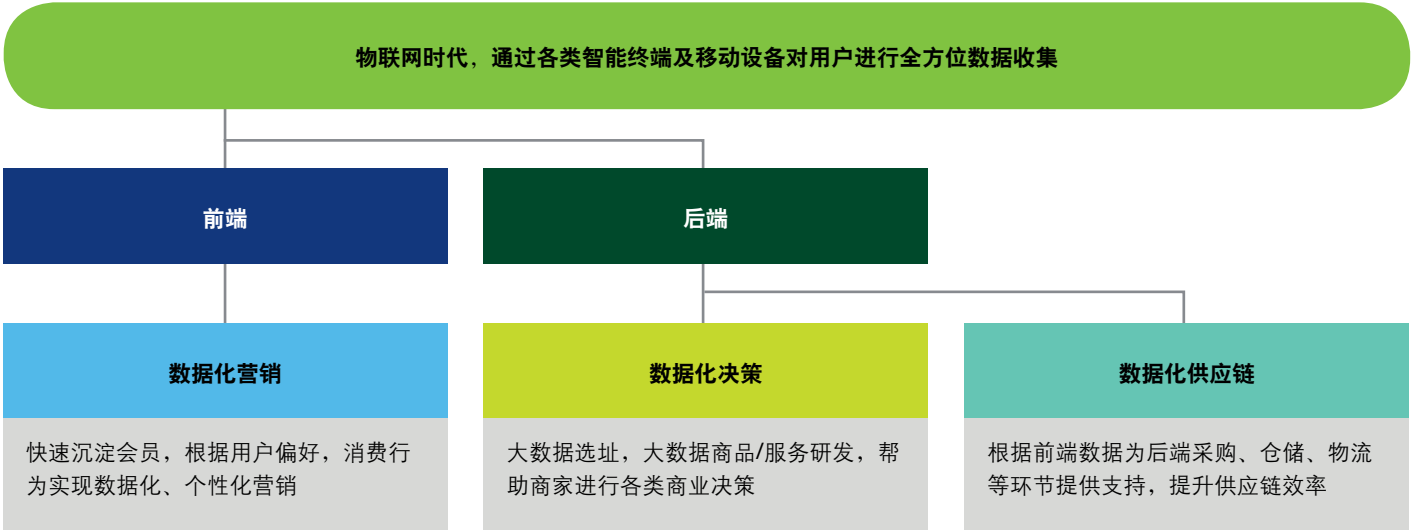 物联网时代，通过各类智能终端及移动设备对用户进行全方位数据收集
前端
后端
数据化营销
快速沉淀会员，根据用户偏好，消费行
为实现数据化、个性化营销
数据化决策
大数据选址，大数据商品/服务研发，帮
助商家进行各类商业决策
数据化供应链
根据前端数据为后端采购、仓储、物流
等环节提供支持，提升供应链效率